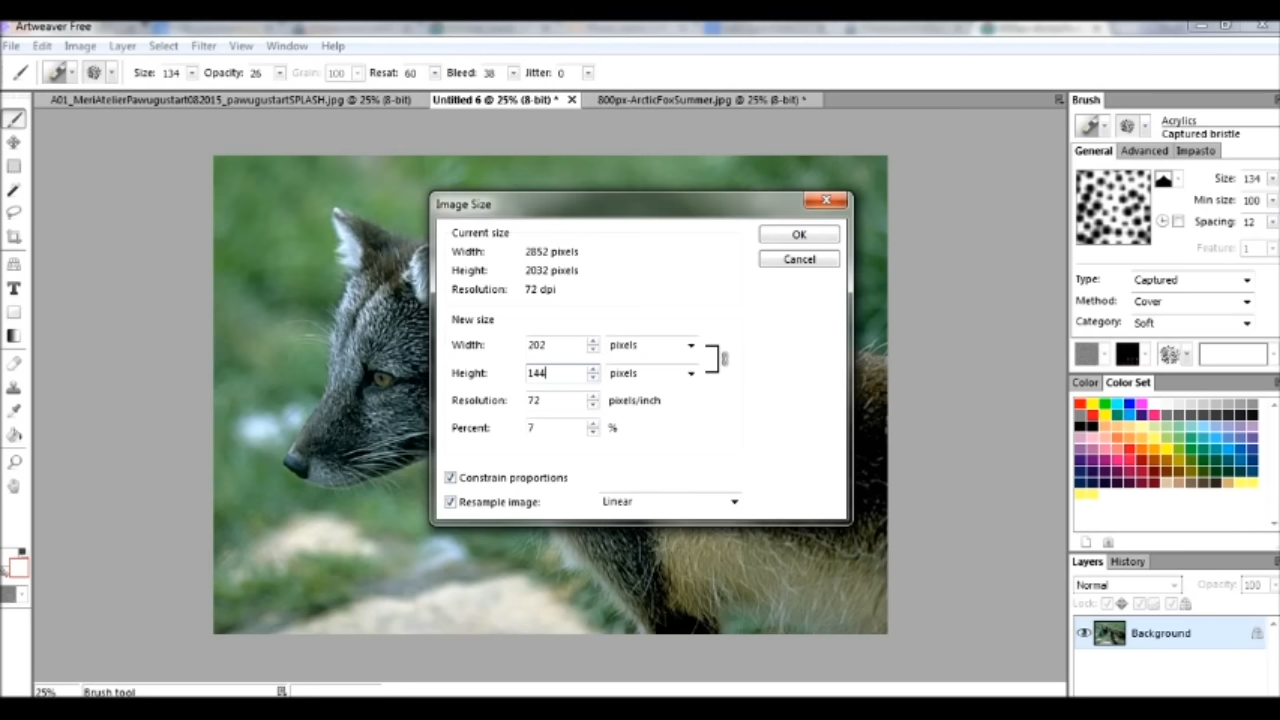 Artweaver Free
File Edit Image Layer Select Filter View Window Help
Size: 134 Opacity: 26 Grain: 100 Resat: 60 Bleed: 38 Jitter: 0
A01_MeriAtelierPawugustart082015_pawugustartSPLASH.jpg @ 25% (8-bit) Untitled 6 @ 25% (8-bit) * 800px-ArcticFoxSummer.jpg @ 25% (8-bit) *
Image Size
Current size
Width: 2852 pixels
Height: 2032 pixels
Resolution: 72 dpi
New size
Width: 202 pixels
Height: 144 pixels
Resolution: 72 pixels/inch
Percent: 7 %
Constrain proportions
Resample image: Linear
OK
Cancel
Brush
Acrylics
Captured bristle
General Advanced Impasto
Size: 134
Min size: 100
Spacing: 12
Feature: 1
Type: Captured
Method: Cover
Category: Soft
Color Color Set
Layers History
Normal Opacity: 100
Lock:
Background
25% Brush tool